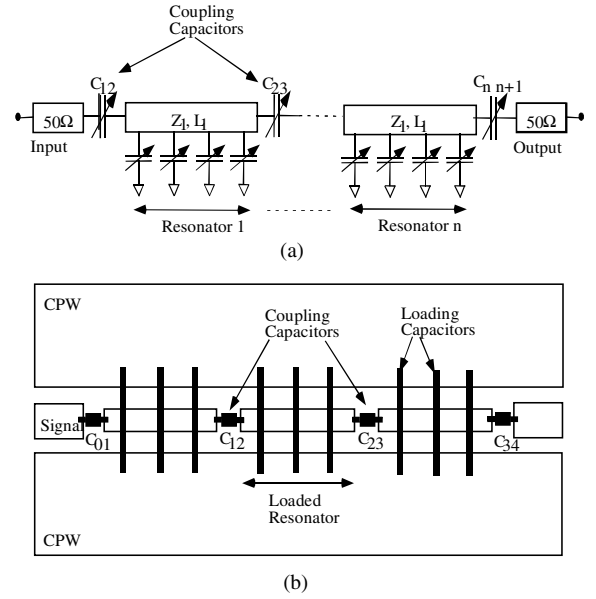 Coupling
Capacitors
C12
C23
Cn n+1
50Ω
Z1, L1
Z1, L1
50Ω
Input
Output
Resonator 1
Resonator n
(a)
CPW
Coupling
Capacitors
Loading
Capacitors
Signal
C01
C12
C23
C34
Loaded
Resonator
CPW
(b)